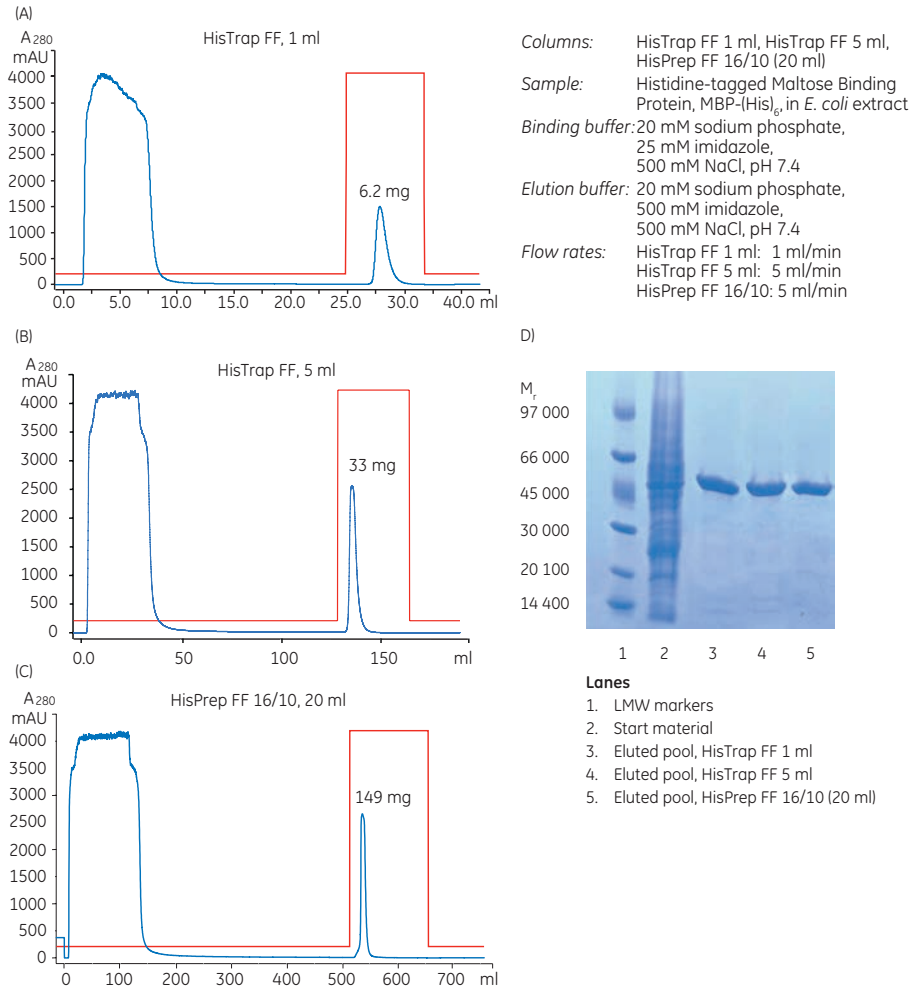 (A)
A280
mAU
HisTrap FF, 1 ml
4000
3500
3000
2500
2000
1500
1000
500
0
6.2 mg
0.0 5.0 10.0 15.0 20.0 25.0 30.0 40.0 ml
Columns: HisTrap FF 1 ml, HisTrap FF 5 ml,
HisPrep FF 16/10 (20 ml)
Sample: Histidine-tagged Maltose Binding
Protein, MBP-(His)6, in E. coli extract
Binding buffer: 20 mM sodium phosphate,
25 mM imidazole,
500 mM NaCl, pH 7.4
Elution buffer: 20 mM sodium phosphate,
500 mM imidazole,
500 mM NaCl, pH 7.4
Flow rates: HisTrap FF 1 ml: 1 ml/min
HisTrap FF 5 ml: 5 ml/min
HisPrep FF 16/10: 5 ml/min
(B)
A280
mAU
HisTrap FF, 5 ml
4000
3500
3000
2500
2000
1500
1000
500
0
33 mg
0.0 50 100 150 ml
(C)
A280
mAU
HisPrep FF 16/10, 20 ml
4000
3500
3000
2500
2000
1500
1000
500
0
149 mg
0 100 200 300 400 500 600 700 ml
D)
Mr
97 000
66 000
45 000
30 000
20 100
14 400
1 2 3 4 5
Lanes
1. LMW markers
2. Start material
3. Eluted pool, HisTrap FF 1 ml
4. Eluted pool, HisTrap FF 5 ml
5. Eluted pool, HisPrep FF 16/10 (20 ml)